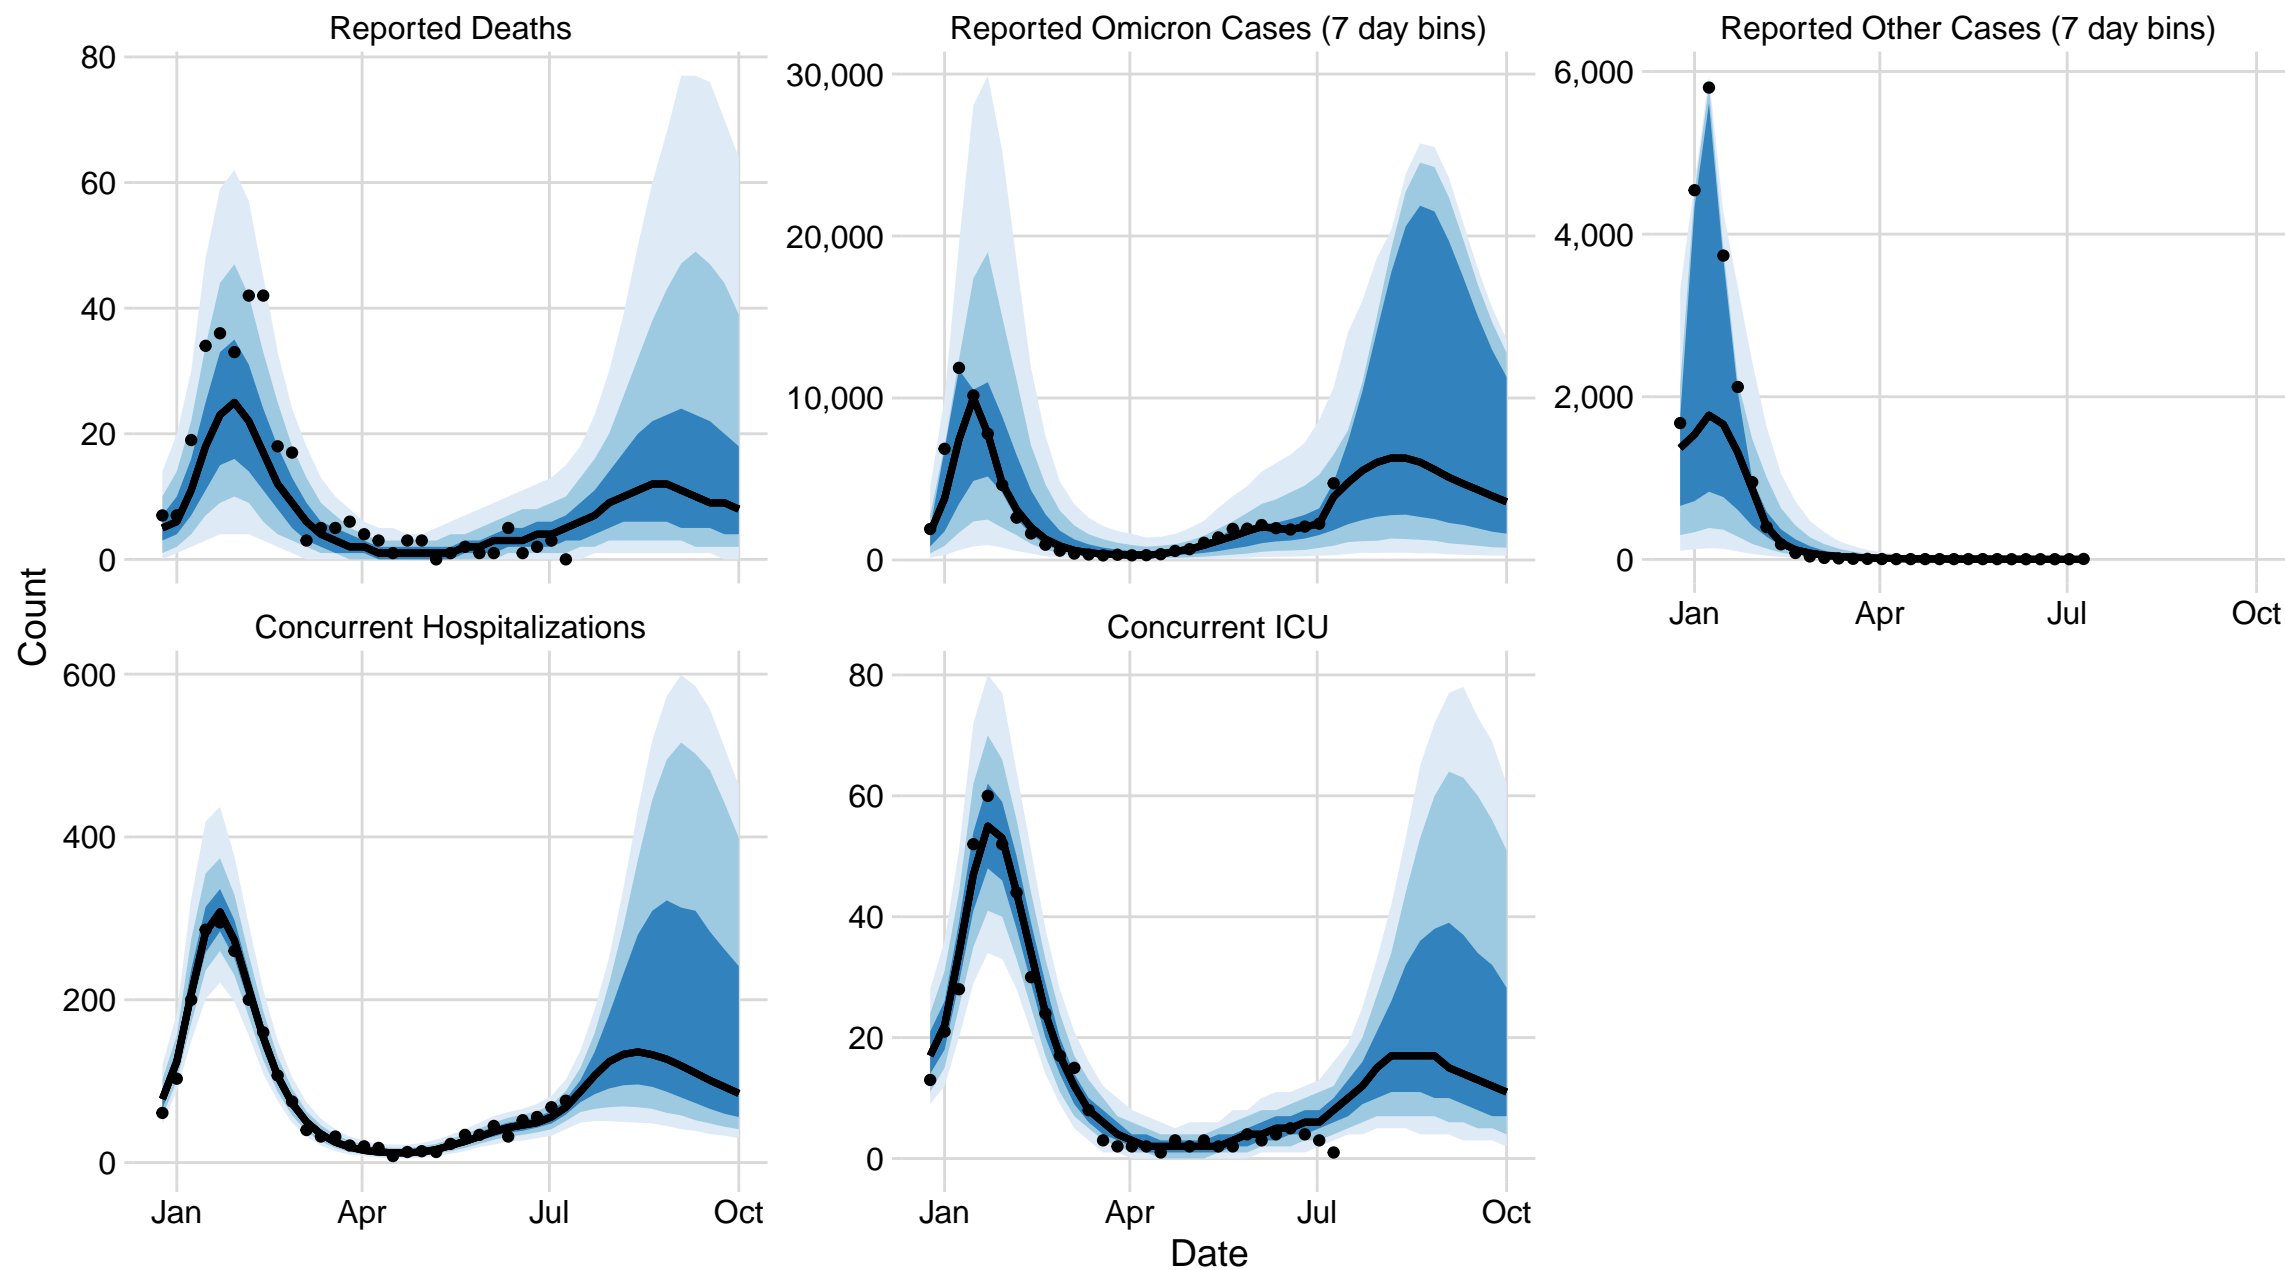 Reported Deaths
Reported Omicron Cases (7 day bins)
Reported Other Cases (7 day bins)
80
60
40
20
0
30,000
20,000
10,000
0
6,000
4,000
2,000
0
Jan Apr Jul Oct
Count
Concurrent Hospitalizations
Concurrent ICU
600
400
200
0
Jan Apr Jul Oct
80
60
40
20
0
Jan Apr Jul Oct
Date